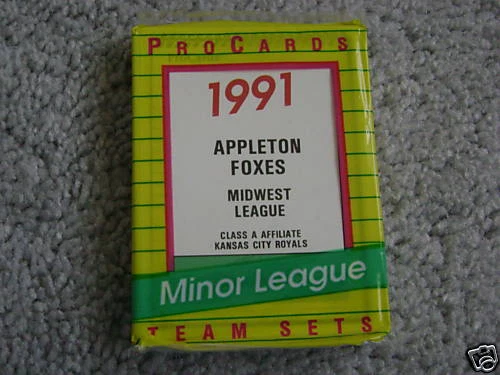 PROCARDS
1991
APPLETON
FOXES
MIDWEST
LEAGUE
CLASS A AFFILIATE
KANSAS CITY ROYALS
Minor League
TEAM SETS